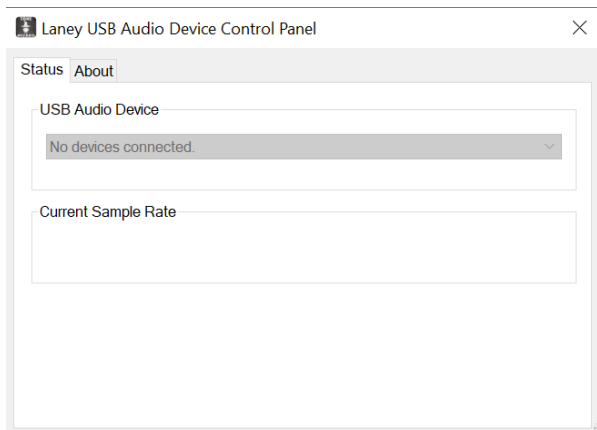 Laney USB Audio Device Control Panel
Status About
USB Audio Device
No devices connected.
Current Sample Rate